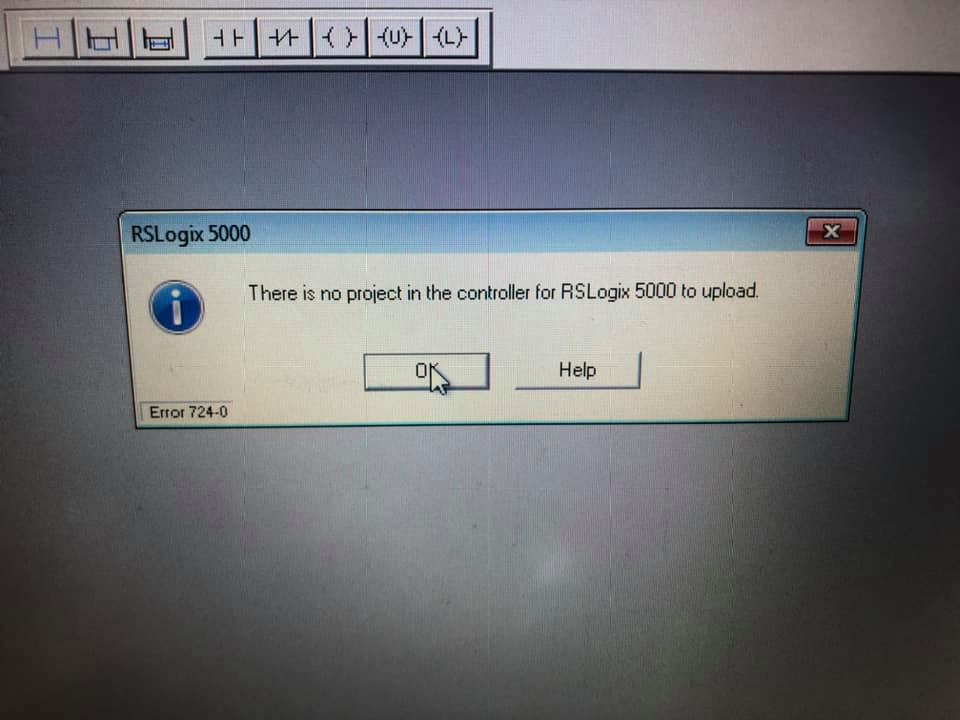 (U)
(L)
RSLogix 5000
There is no project in the controller for RSLogix 5000 to upload.
OK
Help
Error 724-0